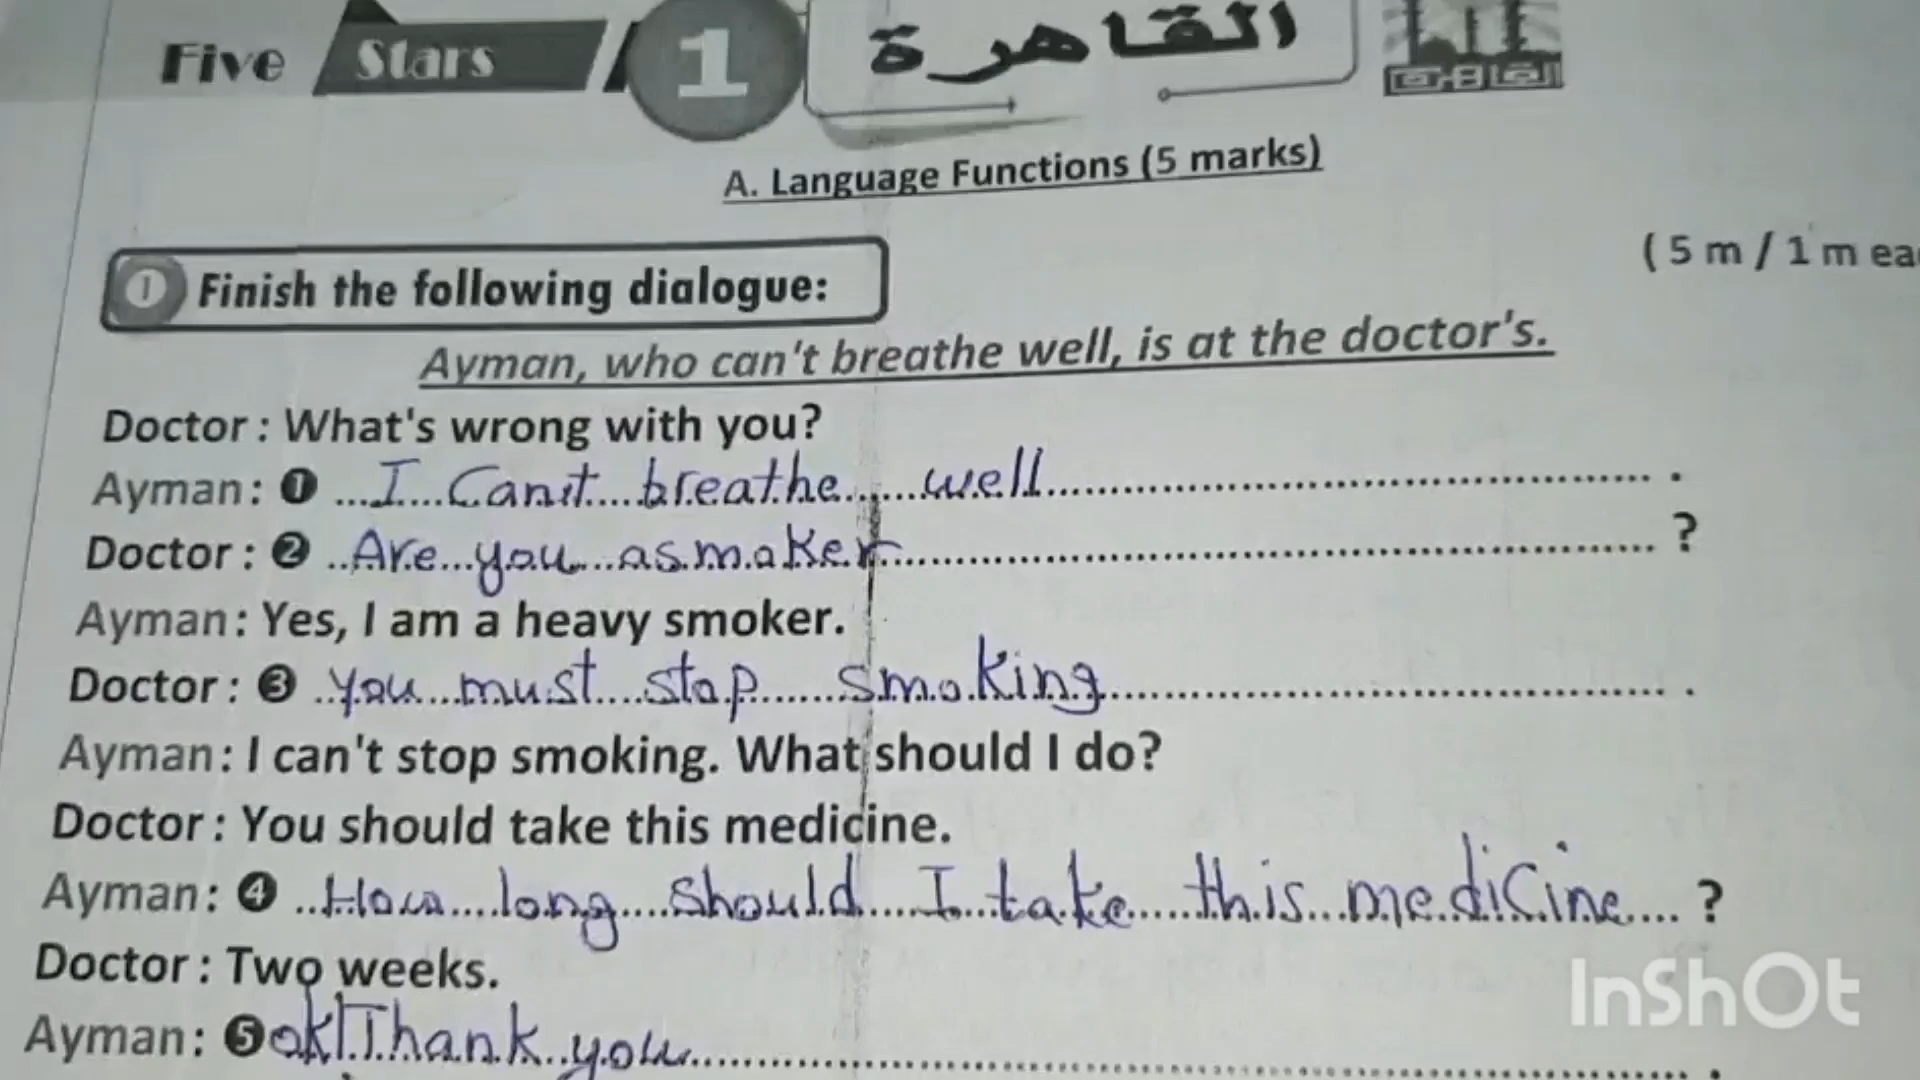 Five Stars 1 القاهرة
القاهرة
A. Language Functions (5 marks)
( 5 m / 1 m ea
1 Finish the following dialogue:
Ayman, who can't breathe well, is at the doctor's.
Doctor : What's wrong with you?
Ayman: ❶ ...I Can't breathe well........ .
Doctor : ❷ ..Are you a smoker........ ?
Ayman: Yes, I am a heavy smoker.
Doctor : ❸ ..you must stop smoking........ .
Ayman: I can't stop smoking. What should I do?
Doctor : You should take this medicine.
Ayman: ❹ ..How long should I take this medicine.... ?
Doctor : Two weeks.
Ayman: ❺ ok|Thank you........ .
InShOt